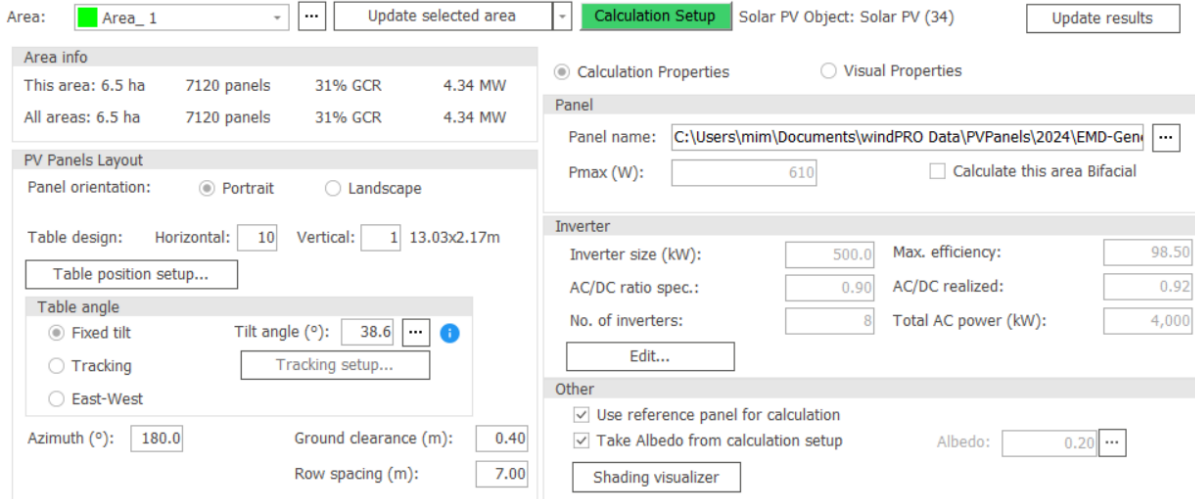 Area: Area_ 1 ... Update selected area Calculation Setup Solar PV Object: Solar PV (34) Update results
Area info
This area: 6.5 ha 7120 panels 31% GCR 4.34 MW
All areas: 6.5 ha 7120 panels 31% GCR 4.34 MW
PV Panels Layout
Panel orientation: Portrait Landscape
Table design: Horizontal: 10 Vertical: 1 13.03x2.17m
Table position setup...
Table angle
Fixed tilt Tilt angle (°): 38.6 ... i
Tracking Tracking setup...
East-West
Azimuth (°): 180.0 Ground clearance (m): 0.40
Row spacing (m): 7.00
Calculation Properties Visual Properties
Panel
Panel name: C:\Users\mim\Documents\windPRO Data\PVPanels\2024\EMD-Gene ...
Pmax (W): 610 Calculate this area Bifacial
Inverter
Inverter size (kW): 500.0 Max. efficiency: 98.50
AC/DC ratio spec.: 0.90 AC/DC realized: 0.92
No. of inverters: 8 Total AC power (kW): 4,000
Edit...
Other
Use reference panel for calculation
Take Albedo from calculation setup Albedo: 0.20 ...
Shading visualizer